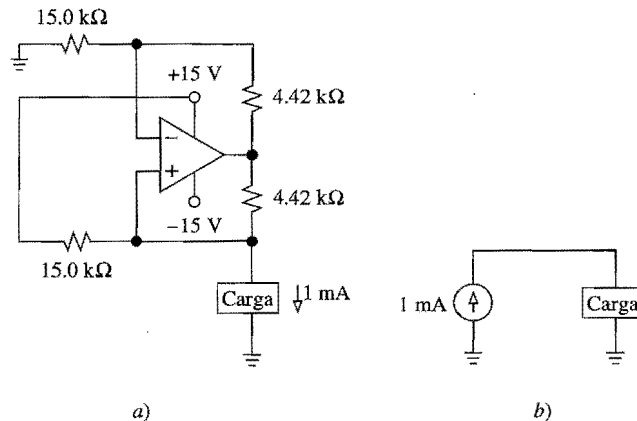 15.0 kΩ
+15 V
4.42 kΩ
−
+
4.42 kΩ
−15 V
15.0 kΩ
Carga
1 mA
1 mA
Carga
a)
b)